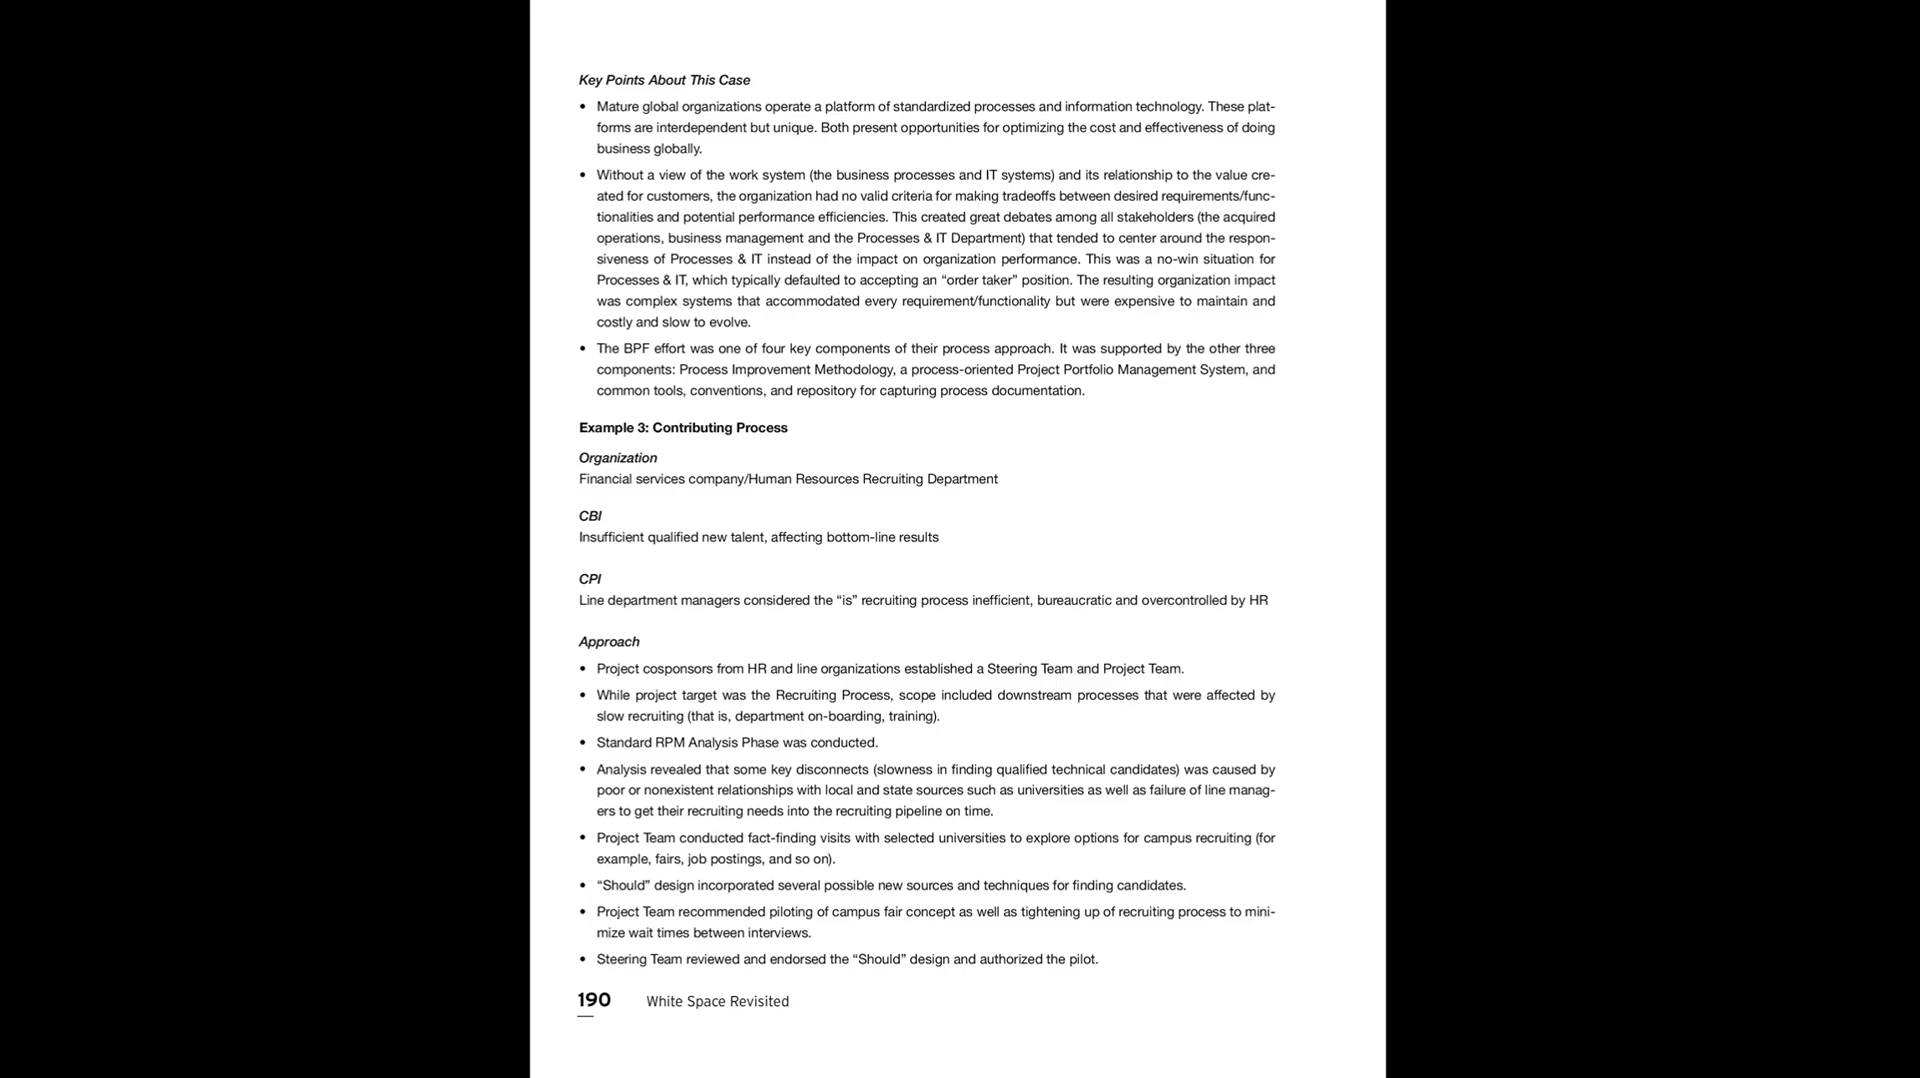 Key Points About This Case
• Mature global organizations operate a platform of standardized processes and information technology. These plat-
forms are interdependent but unique. Both present opportunities for optimizing the cost and effectiveness of doing
business globally.
• Without a view of the work system (the business processes and IT systems) and its relationship to the value cre-
ated for customers, the organization had no valid criteria for making tradeoffs between desired requirements/func-
tionalities and potential performance efficiencies. This created great debates among all stakeholders (the acquired
operations, business management and the Processes & IT Department) that tended to center around the respon-
siveness of Processes & IT instead of the impact on organization performance. This was a no-win situation for
Processes & IT, which typically defaulted to accepting an “order taker” position. The resulting organization impact
was complex systems that accommodated every requirement/functionality but were expensive to maintain and
costly and slow to evolve.
• The BPF effort was one of four key components of their process approach. It was supported by the other three
components: Process Improvement Methodology, a process-oriented Project Portfolio Management System, and
common tools, conventions, and repository for capturing process documentation.
Example 3: Contributing Process
Organization
Financial services company/Human Resources Recruiting Department
CBI
Insufficient qualified new talent, affecting bottom-line results
CPI
Line department managers considered the “is” recruiting process inefficient, bureaucratic and overcontrolled by HR
Approach
• Project cosponsors from HR and line organizations established a Steering Team and Project Team.
• While project target was the Recruiting Process, scope included downstream processes that were affected by
slow recruiting (that is, department on-boarding, training).
• Standard RPM Analysis Phase was conducted.
• Analysis revealed that some key disconnects (slowness in finding qualified technical candidates) was caused by
poor or nonexistent relationships with local and state sources such as universities as well as failure of line manag-
ers to get their recruiting needs into the recruiting pipeline on time.
• Project Team conducted fact-finding visits with selected universities to explore options for campus recruiting (for
example, fairs, job postings, and so on).
• “Should” design incorporated several possible new sources and techniques for finding candidates.
• Project Team recommended piloting of campus fair concept as well as tightening up of recruiting process to mini-
mize wait times between interviews.
• Steering Team reviewed and endorsed the “Should” design and authorized the pilot.
190 White Space Revisited